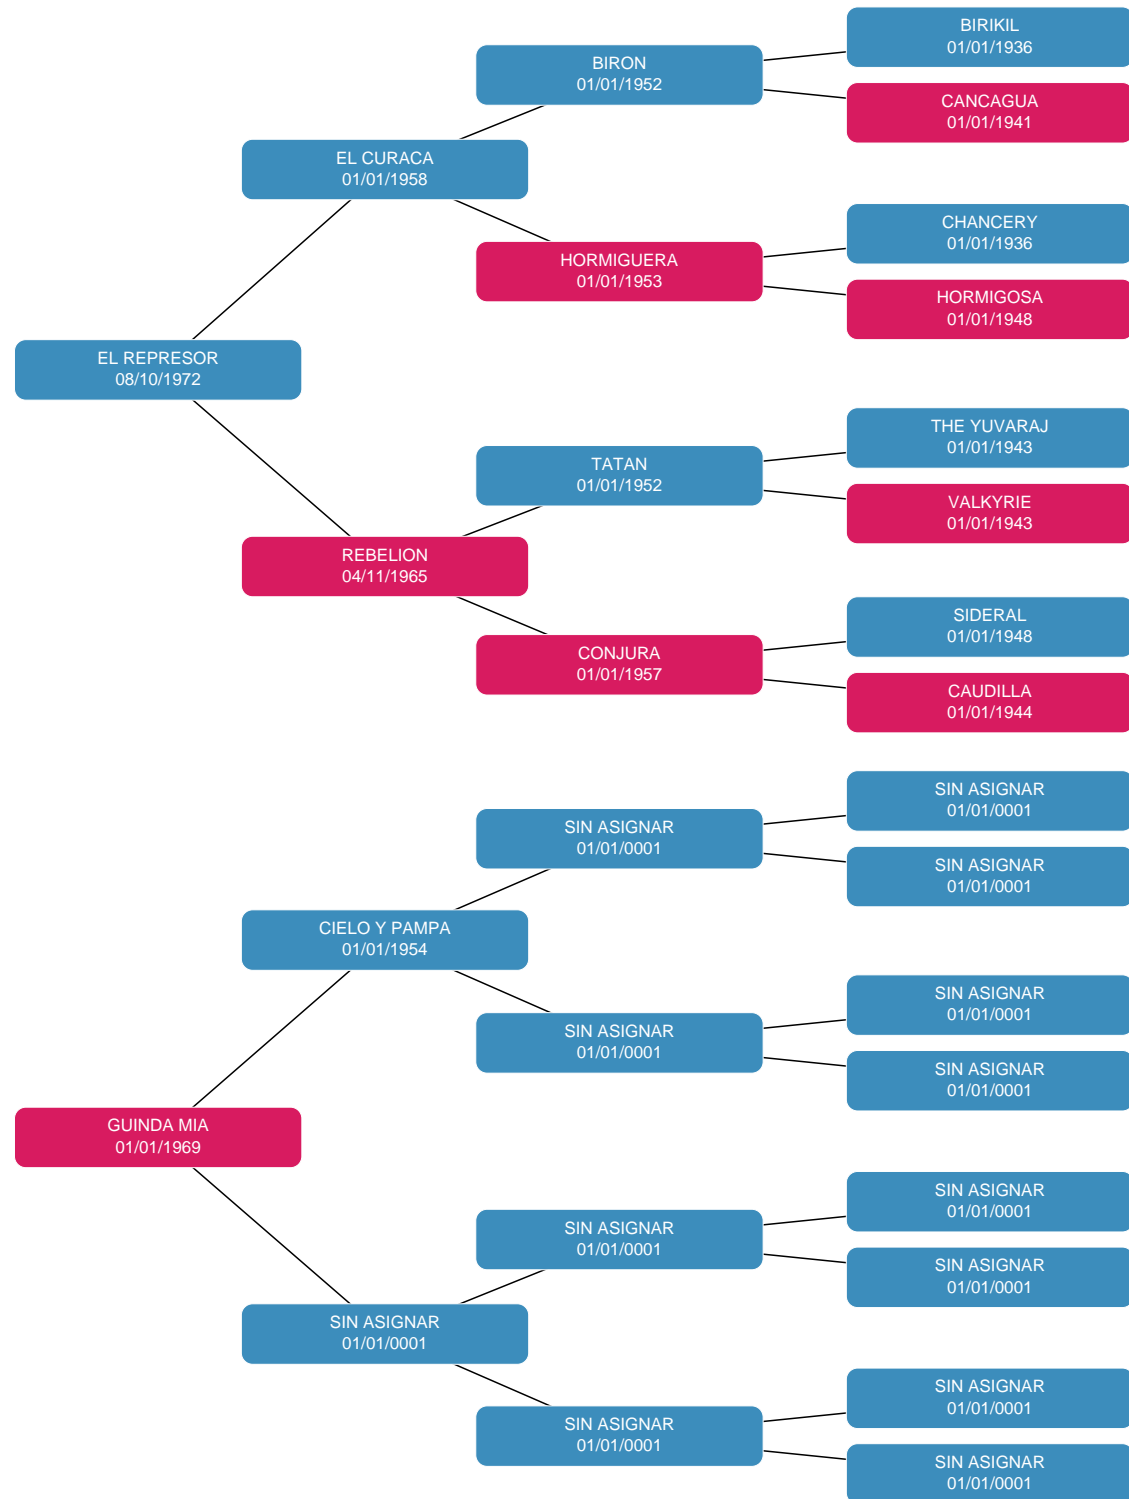 BIRIKIL
01/01/1936
BIRON
01/01/1952
CANCAGUA
01/01/1941
EL CURACA
01/01/1958
CHANCERY
01/01/1936
HORMIGUERA
01/01/1953
HORMIGOSA
01/01/1948
EL REPRESOR
08/10/1972
THE YUVARAJ
01/01/1943
TATAN
01/01/1952
VALKYRIE
01/01/1943
REBELION
04/11/1965
SIDERAL
01/01/1948
CONJURA
01/01/1957
CAUDILLA
01/01/1944
SIN ASIGNAR
01/01/0001
SIN ASIGNAR
01/01/0001
SIN ASIGNAR
01/01/0001
CIELO Y PAMPA
01/01/1954
SIN ASIGNAR
01/01/0001
SIN ASIGNAR
01/01/0001
SIN ASIGNAR
01/01/0001
GUINDA MIA
01/01/1969
SIN ASIGNAR
01/01/0001
SIN ASIGNAR
01/01/0001
SIN ASIGNAR
01/01/0001
SIN ASIGNAR
01/01/0001
SIN ASIGNAR
01/01/0001
SIN ASIGNAR
01/01/0001
SIN ASIGNAR
01/01/0001